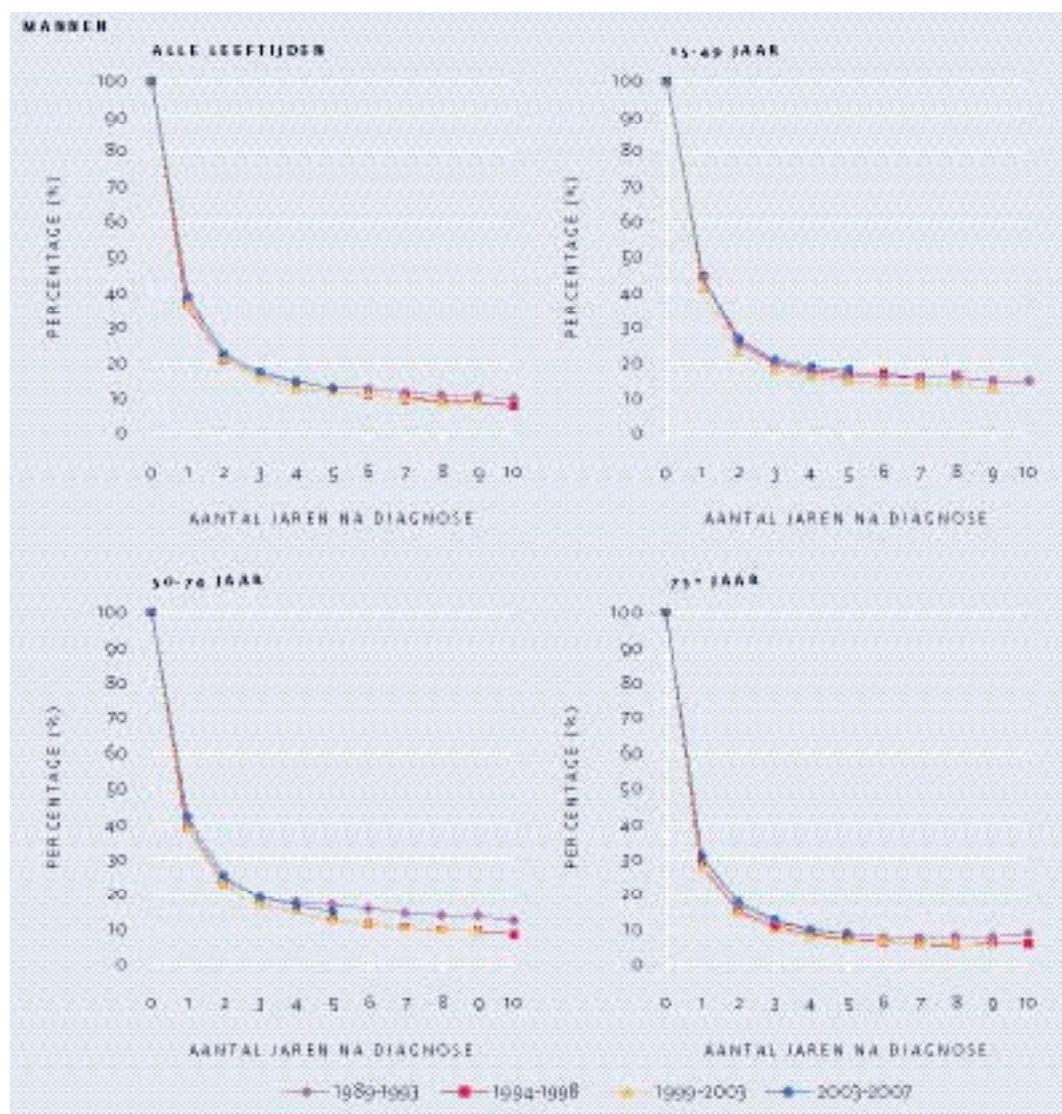 MANNEN
ALLE LEEFTIJDEN
15-49 JAAR
PERCENTAGE (%)
100
90
80
70
60
50
40
30
20
10
0
0 1 2 3 4 5 6 7 8 9 10
AANTAL JAREN NA DIAGNOSE
PERCENTAGE (%)
100
90
80
70
60
50
40
30
20
10
0
0 1 2 3 4 5 6 7 8 9 10
AANTAL JAREN NA DIAGNOSE
50-74 JAAR
75+ JAAR
PERCENTAGE (%)
100
90
80
70
60
50
40
30
20
10
0
0 1 2 3 4 5 6 7 8 9 10
AANTAL JAREN NA DIAGNOSE
PERCENTAGE (%)
100
90
80
70
60
50
40
30
20
10
0
0 1 2 3 4 5 6 7 8 9 10
AANTAL JAREN NA DIAGNOSE
1989-1993 1994-1998 1999-2003 2003-2007